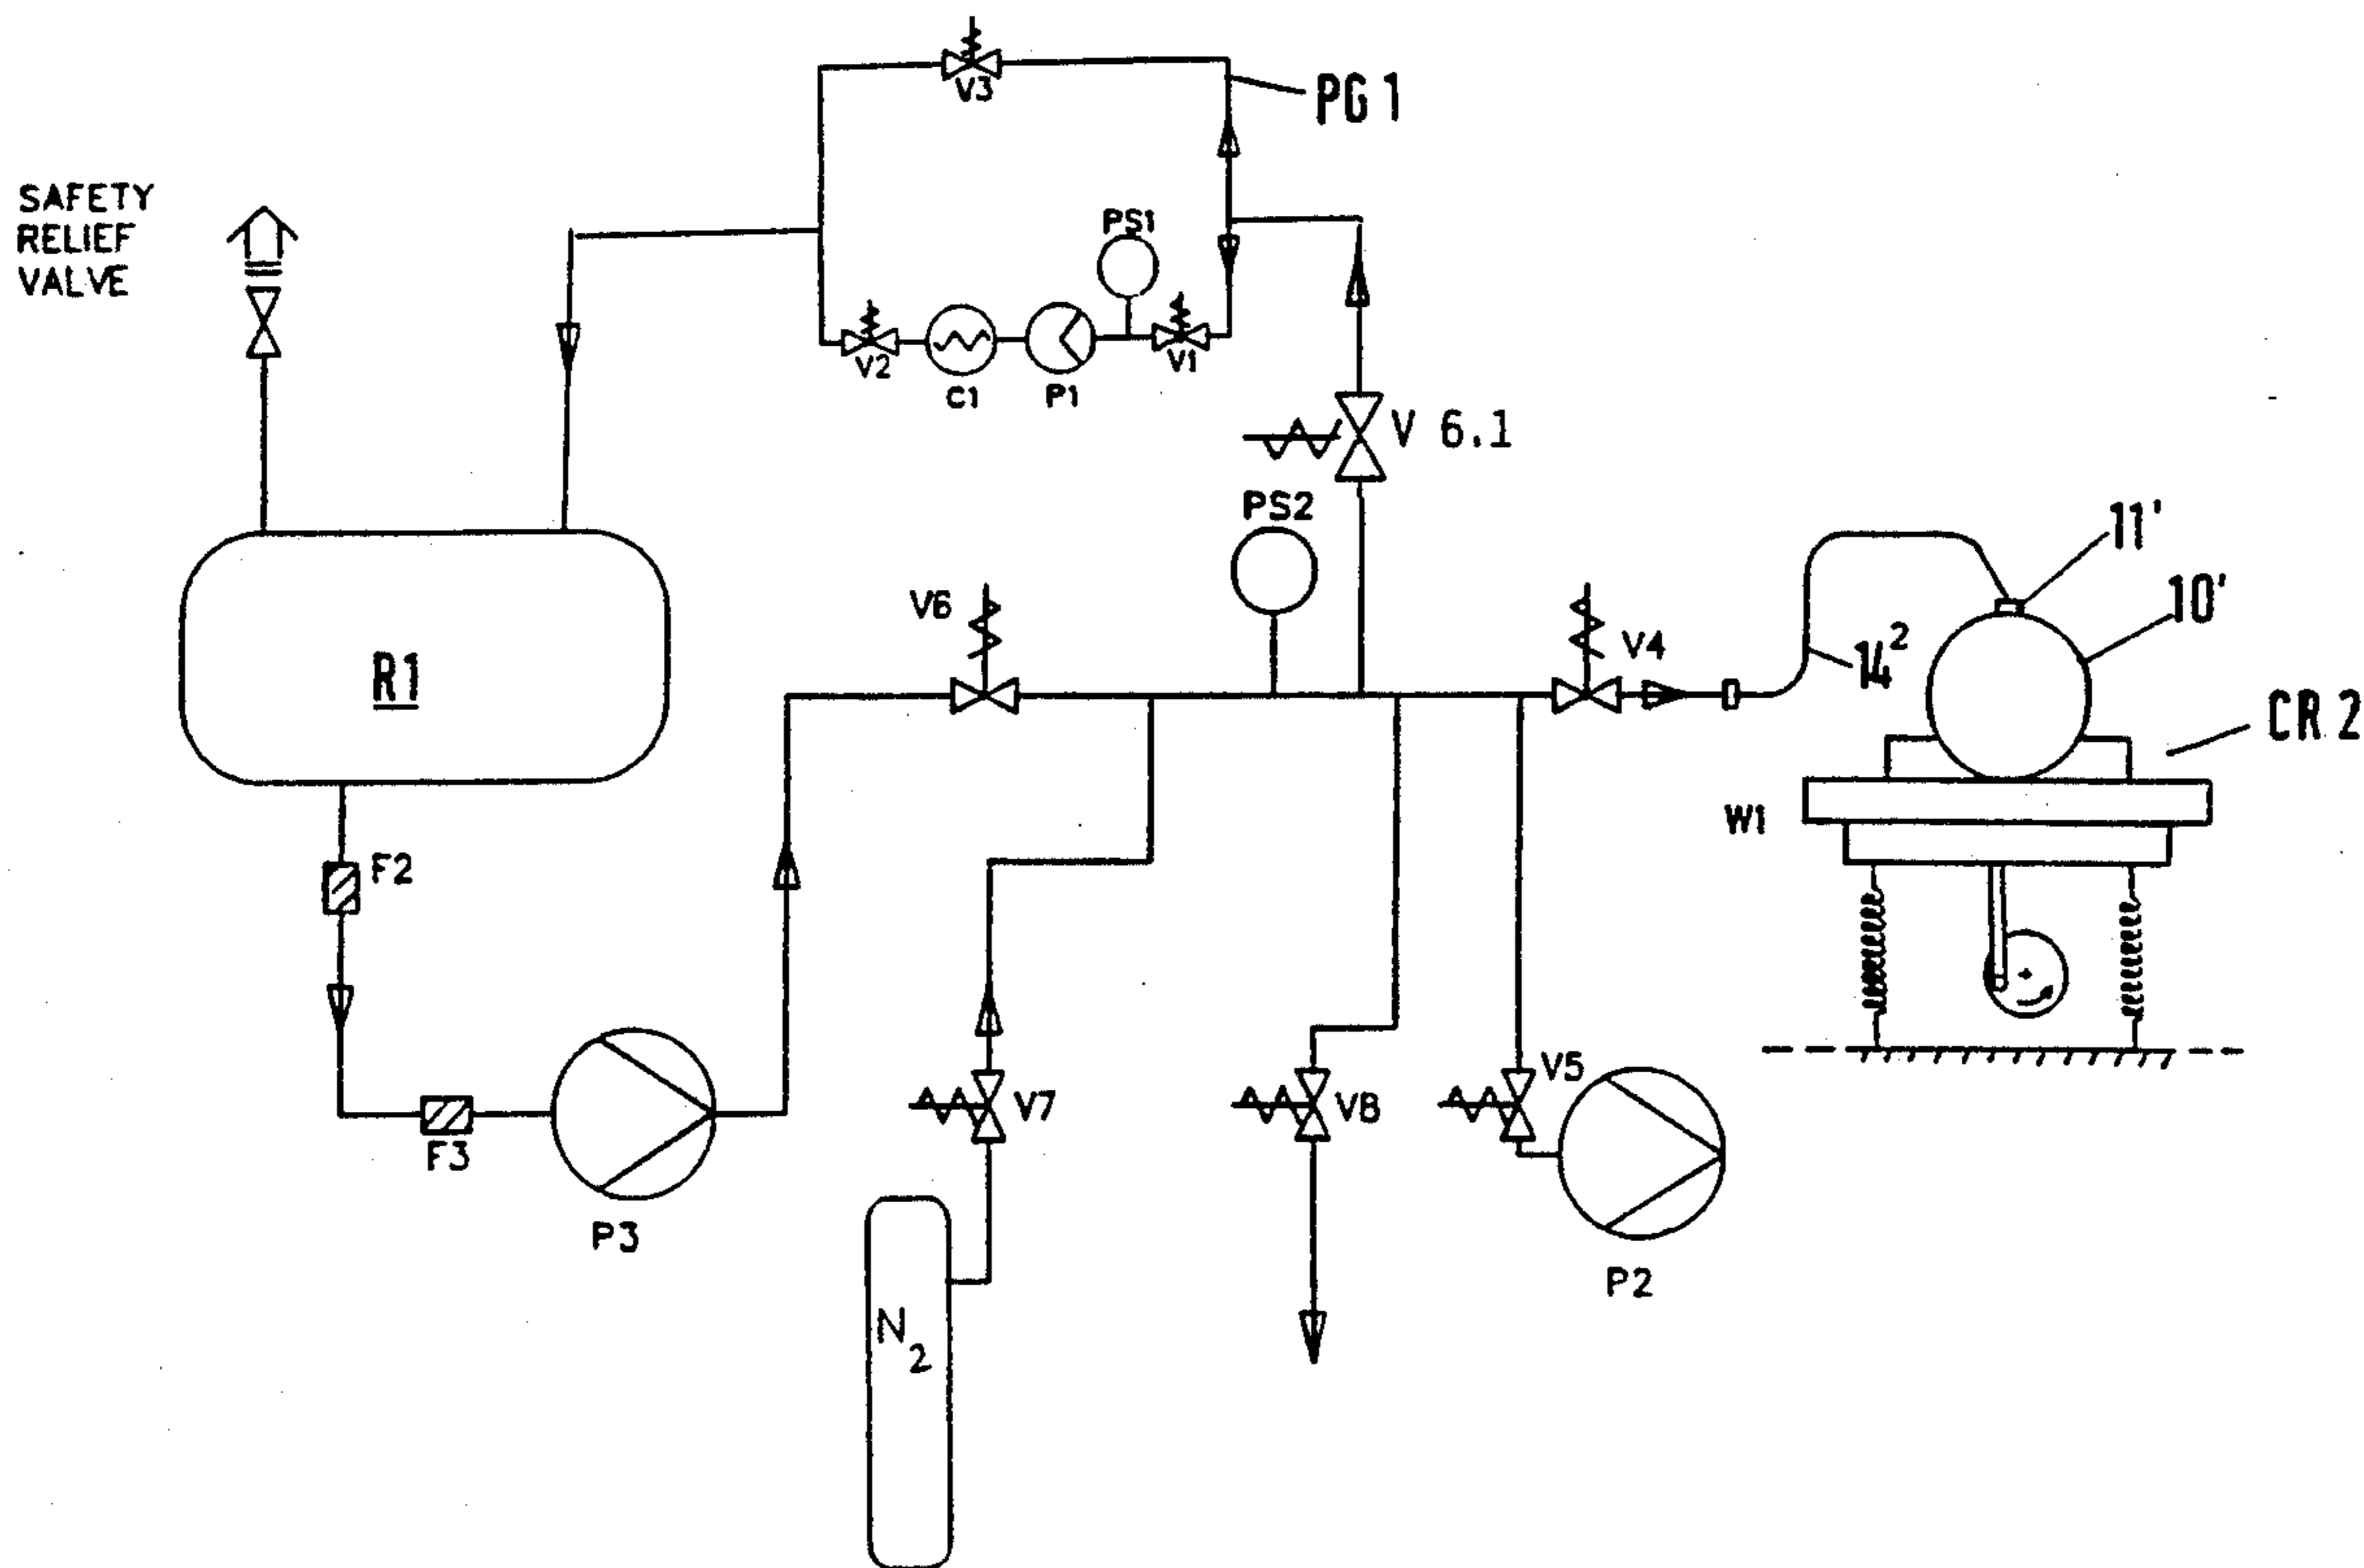 V3
PG 1
SAFETY
RELIEF
VALVE
PS1
V2
C1
P1
V1
V 6.1
PS2
11'
V6
V4
10'
14²
R1
CR 2
W1
F2
V5
V7
V8
F3
P3
P2
N₂